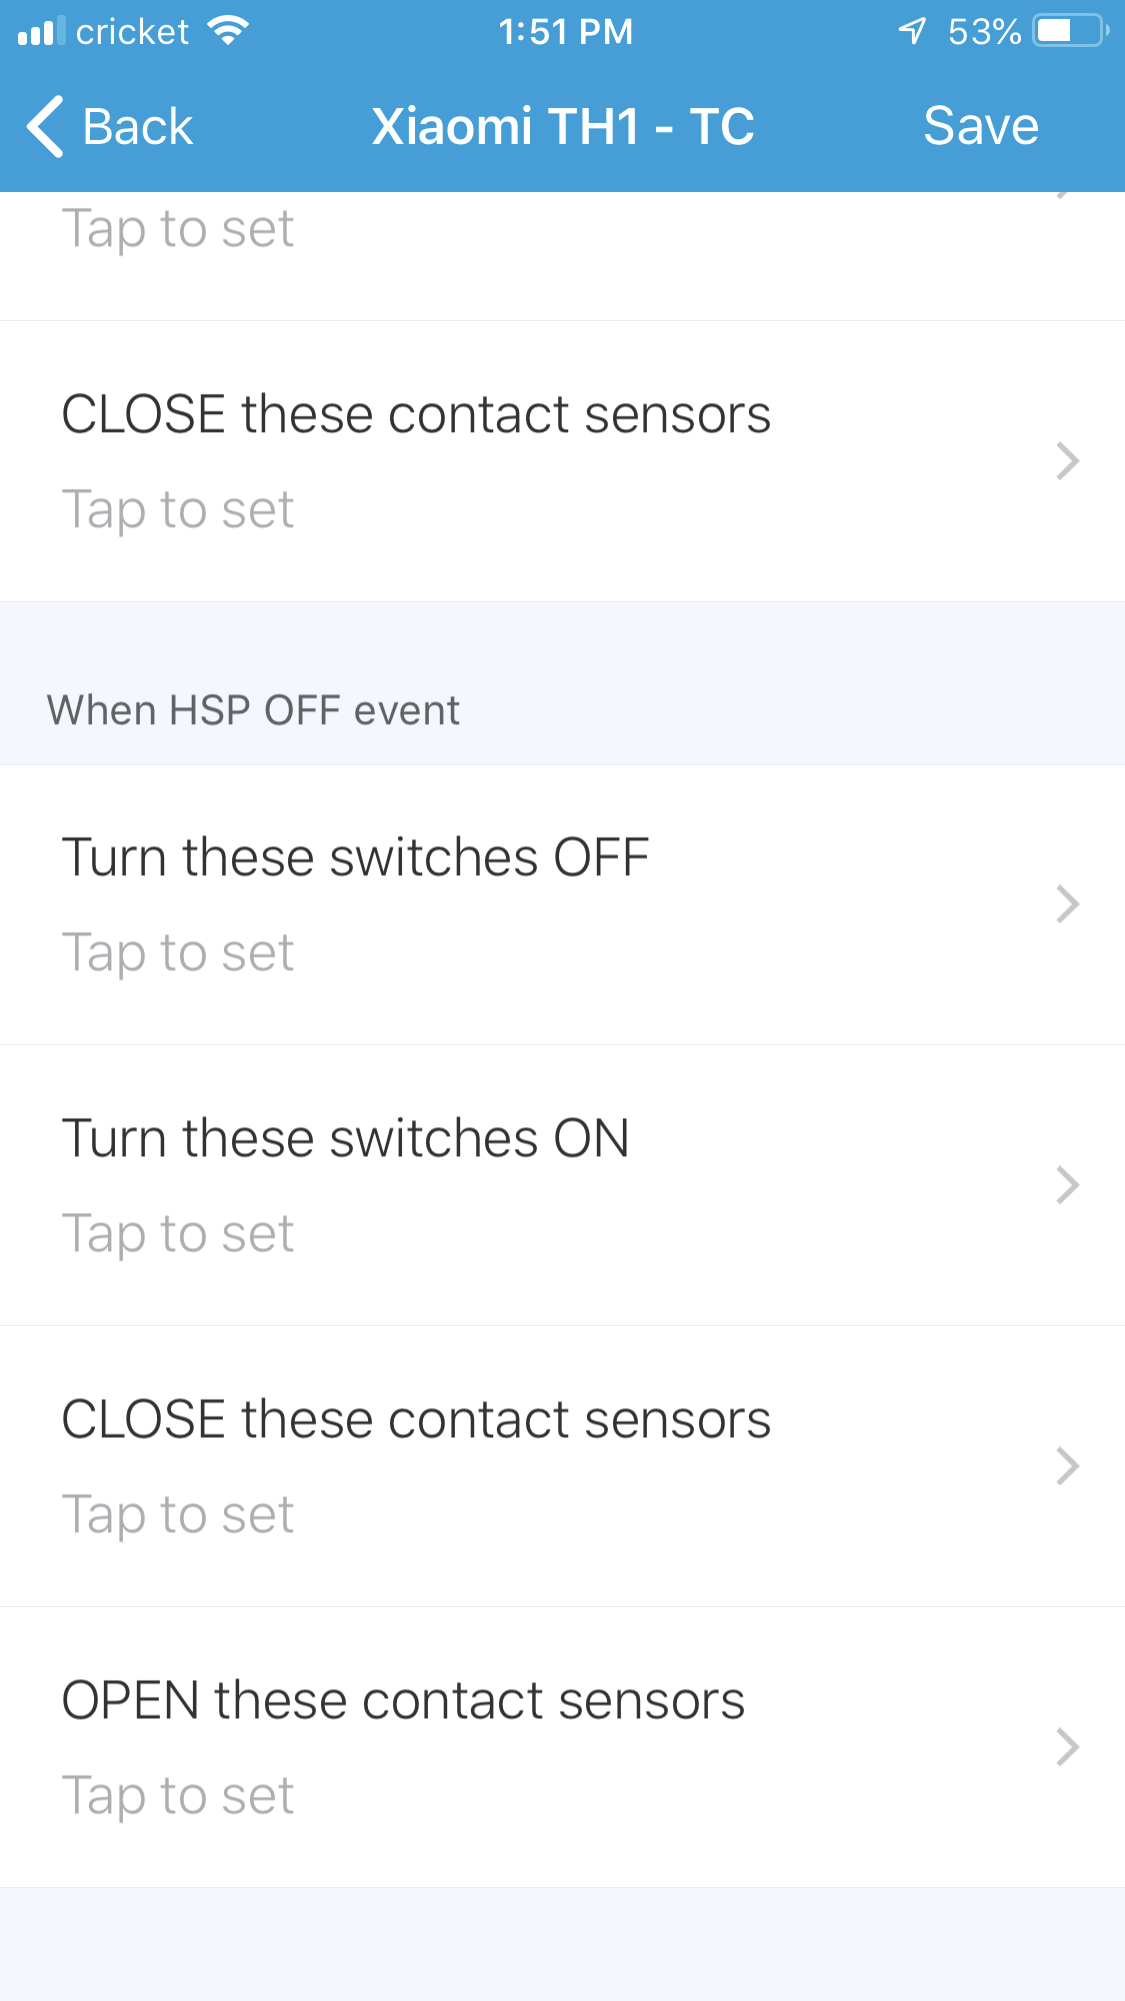 cricket 1:51 PM 53%
Back Xiaomi TH1 - TC Save
Tap to set
CLOSE these contact sensors
Tap to set
When HSP OFF event
Turn these switches OFF
Tap to set
Turn these switches ON
Tap to set
CLOSE these contact sensors
Tap to set
OPEN these contact sensors
Tap to set